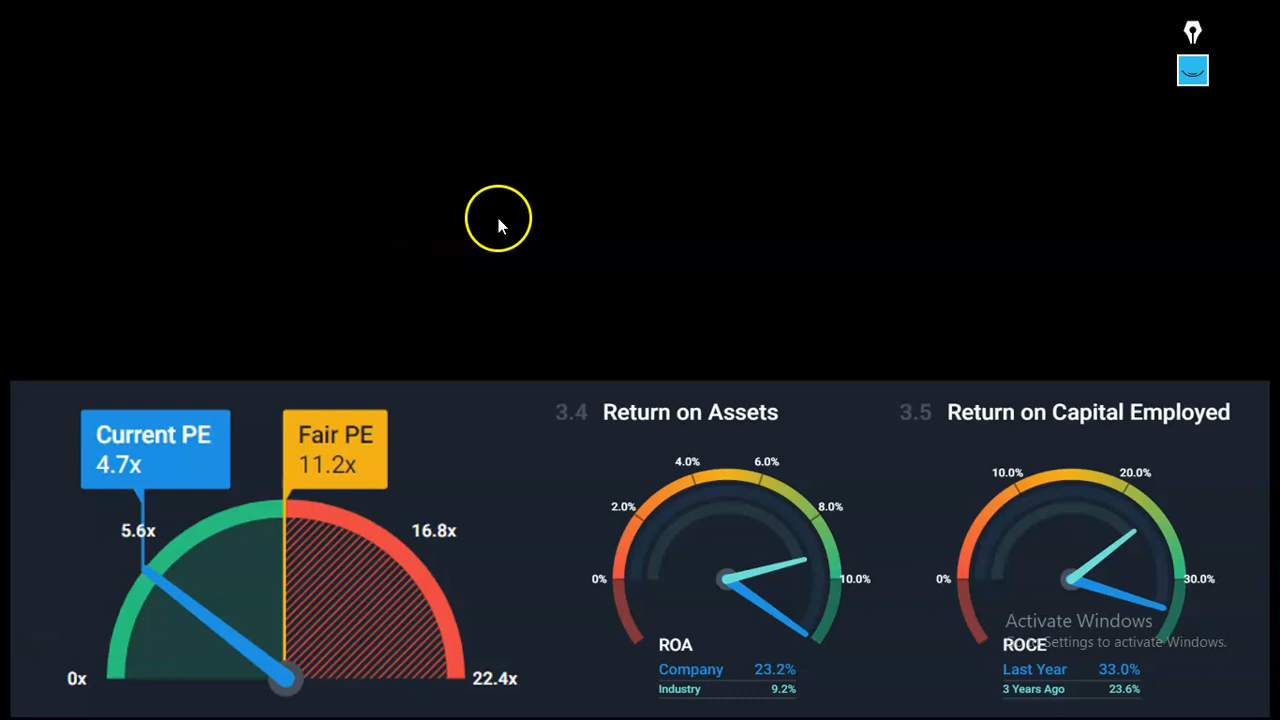 Current PE
4.7x
Fair PE
11.2x
0x
5.6x
16.8x
22.4x
3.4 Return on Assets
0%
2.0%
4.0%
6.0%
8.0%
10.0%
ROA
Company 23.2%
Industry 9.2%
3.5 Return on Capital Employed
0%
10.0%
20.0%
30.0%
Activate Windows
Go to Settings to activate Windows.
ROCE
Last Year 33.0%
3 Years Ago 23.6%